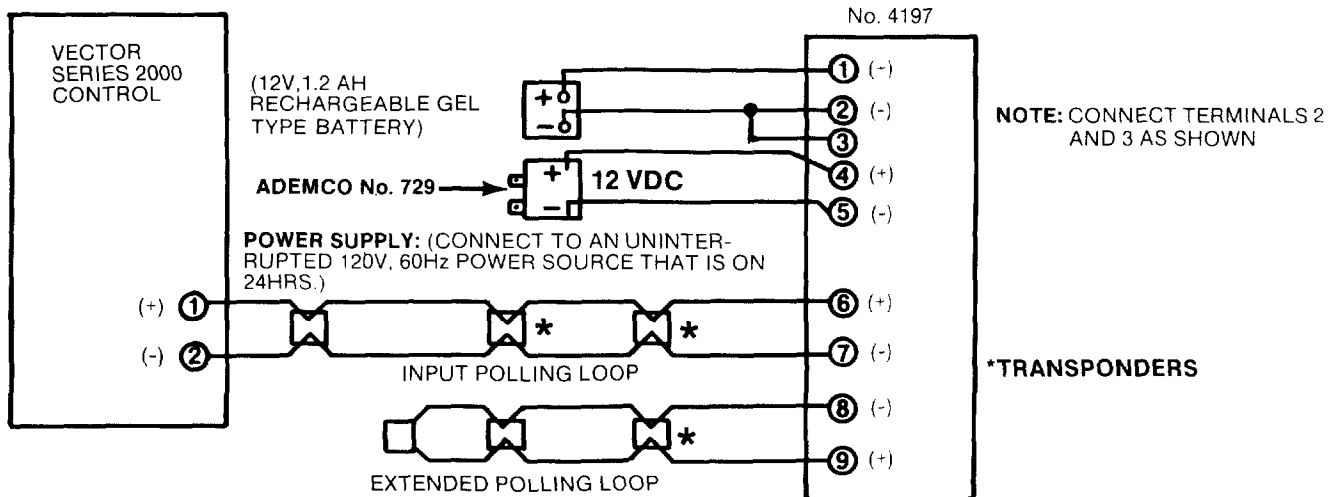 No. 4197
VECTOR
SERIES 2000
CONTROL
(12V,1.2 AH
RECHARGEABLE GEL
TYPE BATTERY)
+
−
1 (+)
2 (-)
3
4 (+)
5 (-)
NOTE: CONNECT TERMINALS 2
AND 3 AS SHOWN
ADEMCO No. 729
+
−
12 VDC
POWER SUPPLY: (CONNECT TO AN UNINTER-
RUPTED 120V, 60Hz POWER SOURCE THAT IS ON
24HRS.)
(+) 1
(-) 2
* *
6 (+)
7 (-)
INPUT POLLING LOOP
*TRANSPONDERS
*
8 (-)
9 (+)
EXTENDED POLLING LOOP